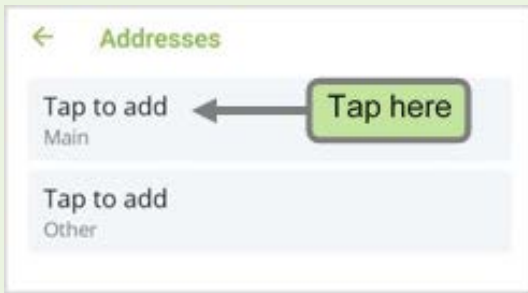 Addresses
Tap to add
Tap here
Main
Tap to add
Other